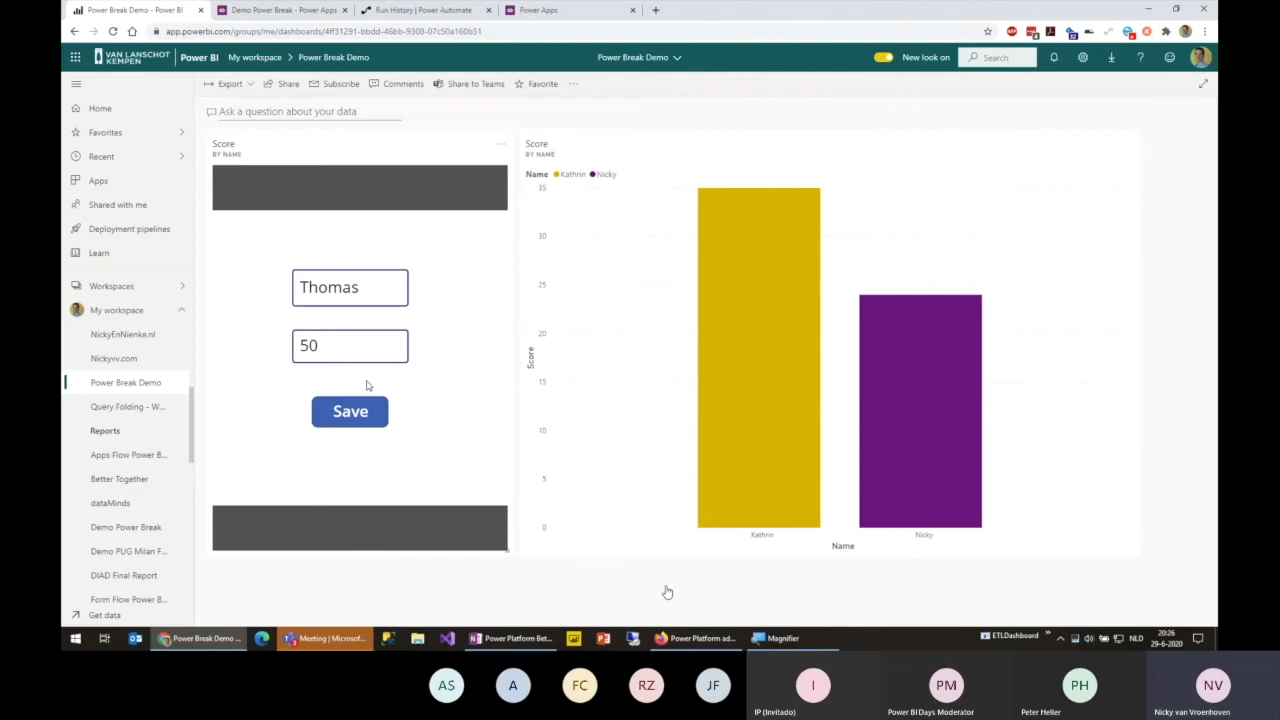 Power Break Demo - Power BI
Demo Power Break - Power Apps
Run History | Power Automate
Power Apps
app.powerbi.com/groups/me/dashboards/4ff31291-bbdd-46bb-9308-07c50a160b51
VAN LANSCHOT
KEMPEN
Power BI
My workspace
Power Break Demo
Power Break Demo
New look on
Search
Export
Share
Subscribe
Comments
Share to Teams
Favorite
Ask a question about your data
Home
Favorites
Recent
Apps
Shared with me
Deployment pipelines
Learn
Workspaces
My workspace
NickyEnNienke.nl
Nickyvv.com
Power Break Demo
Query Folding - W...
Reports
Apps Flow Power B...
Better Together
dataMinds
Demo Power Break
Demo PUG Milan F...
DIAD Final Report
Form Flow Power B...
Get data
Score
BY NAME
Thomas
50
Save
Score
BY NAME
Name Kathrin Nicky
35
30
25
20
15
10
5
0
Score
Kathrin
Nicky
Name
Power Break Demo ...
Meeting | Microsof...
Power Platform Bet...
Power Platform ad...
Magnifier
ETLDashboard
NLD
20:26
29-6-2020
AS
A
FC
RZ
JF
I
IP (Invitado)
PM
Power BI Days Moderator
PH
Peter Heller
NV
Nicky van Vroenhoven